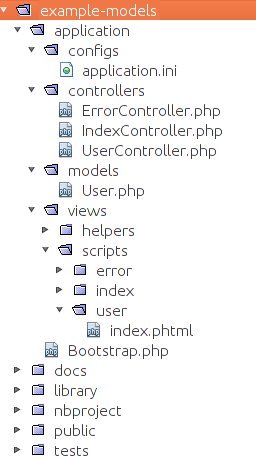 example-models
application
configs
application.ini
controllers
ErrorController.php
IndexController.php
UserController.php
models
User.php
views
helpers
scripts
error
index
user
index.phtml
Bootstrap.php
docs
library
nbproject
public
tests